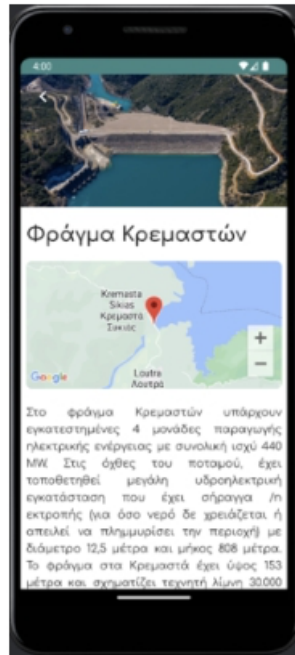 4:00
Φράγμα Κρεμαστών
Kremasta
Sikias
Κρεμαστά
Συκιάς
+
−
Google
Loutra
Λουτρά
Στο φράγμα Κρεμαστών υπάρχουν
εγκατεστημένες 4 μονάδες παραγωγής
ηλεκτρικής ενέργειας με συνολική ισχύ 440
MW. Στις όχθες του ποταμού, έχει
τοποθετηθεί μεγάλη υδροηλεκτρική
εγκατάσταση που έχει σήραγγα /η
εκτροπής (για όσο νερό δε χρειάζεται ή
απειλεί να πλημμυρίσει την περιοχή) με
διάμετρο 12,5 μέτρα και μήκος 808 μέτρα.
Το φράγμα στα Κρεμαστά έχει ύψος 153
μέτρα και σχηματίζει τεχνητή λίμνη 30.000